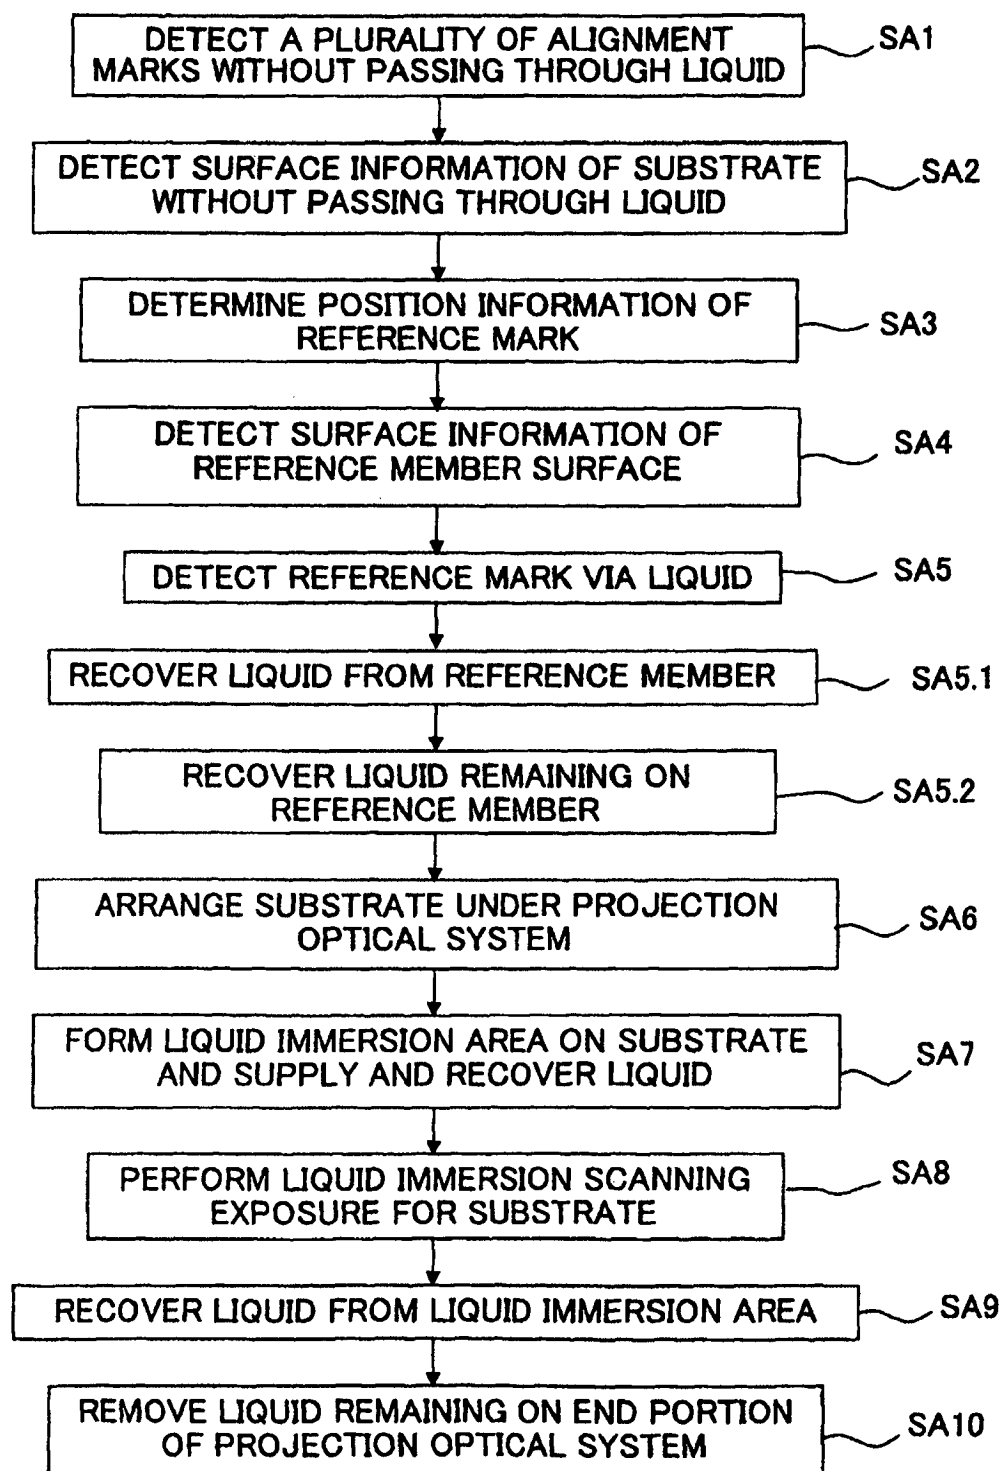 DETECT A PLURALITY OF ALIGNMENT
MARKS WITHOUT PASSING THROUGH LIQUID
SA1
DETECT SURFACE INFORMATION OF SUBSTRATE
WITHOUT PASSING THROUGH LIQUID
SA2
DETERMINE POSITION INFORMATION OF
REFERENCE MARK
SA3
DETECT SURFACE INFORMATION OF
REFERENCE MEMBER SURFACE
SA4
DETECT REFERENCE MARK VIA LIQUID
SA5
RECOVER LIQUID FROM REFERENCE MEMBER
SA5.1
RECOVER LIQUID REMAINING ON
REFERENCE MEMBER
SA5.2
ARRANGE SUBSTRATE UNDER PROJECTION
OPTICAL SYSTEM
SA6
FORM LIQUID IMMERSION AREA ON SUBSTRATE
AND SUPPLY AND RECOVER LIQUID
SA7
PERFORM LIQUID IMMERSION SCANNING
EXPOSURE FOR SUBSTRATE
SA8
RECOVER LIQUID FROM LIQUID IMMERSION AREA
SA9
REMOVE LIQUID REMAINING ON END PORTION
OF PROJECTION OPTICAL SYSTEM
SA10